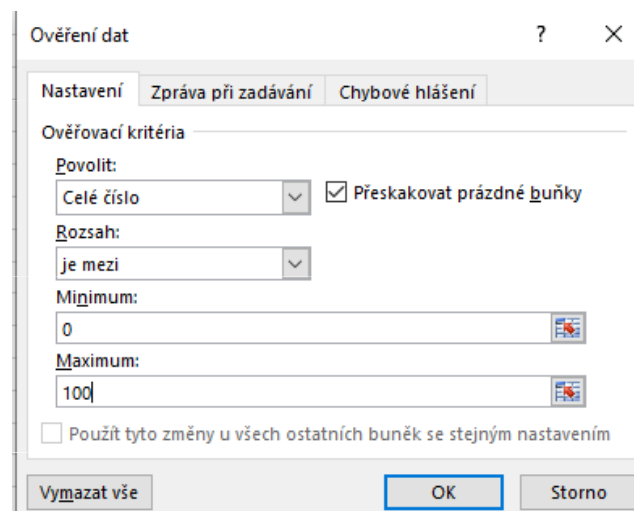 Ověření dat ? ×
Nastavení Zpráva při zadávání Chybové hlášení
Ověřovací kritéria
Povolit:
Celé číslo Přeskakovat prázdné buňky
Rozsah:
je mezi
Minimum:
0
Maximum:
100
Použít tyto změny u všech ostatních buněk se stejným nastavením
Vymazat vše OK Storno